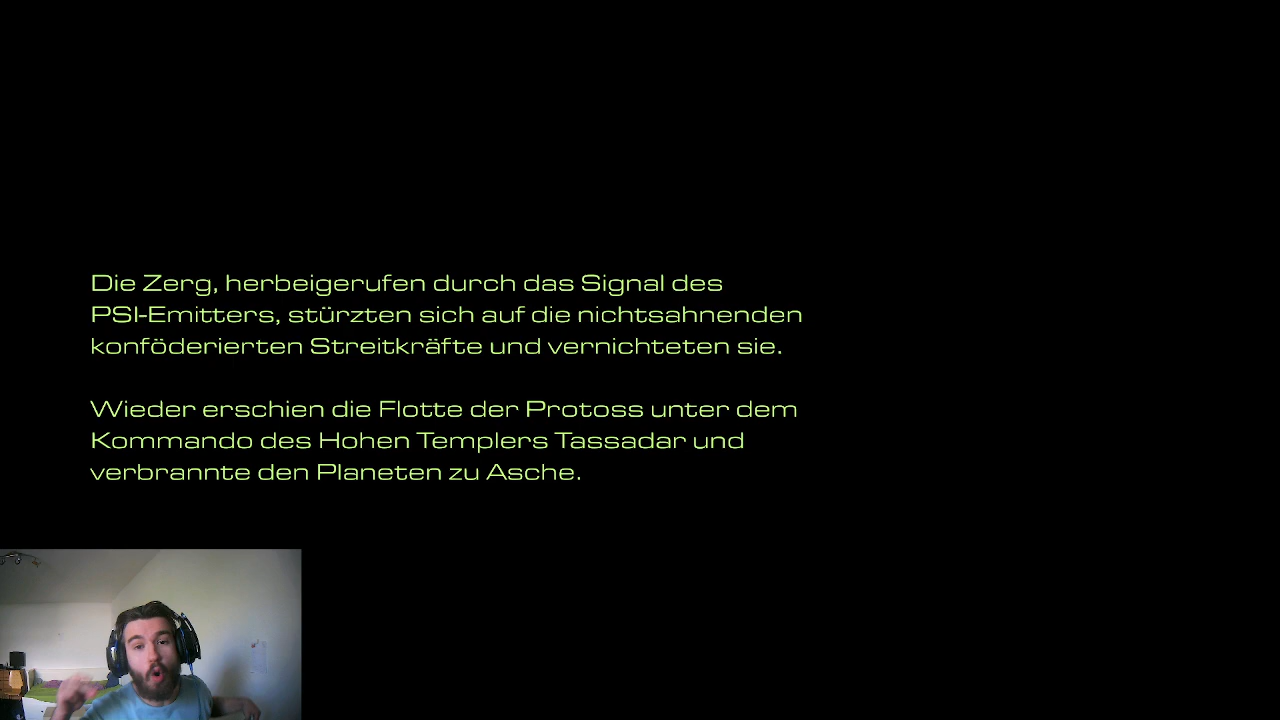 Die Zerg, herbeigerufen durch das Signal des
PSI-Emitters, stürzten sich auf die nichtsahnenden
konföderierten Streitkräfte und vernichteten sie.
Wieder erschien die Flotte der Protoss unter dem
Kommando des Hohen Templers Tassadar und
verbrannte den Planeten zu Asche.